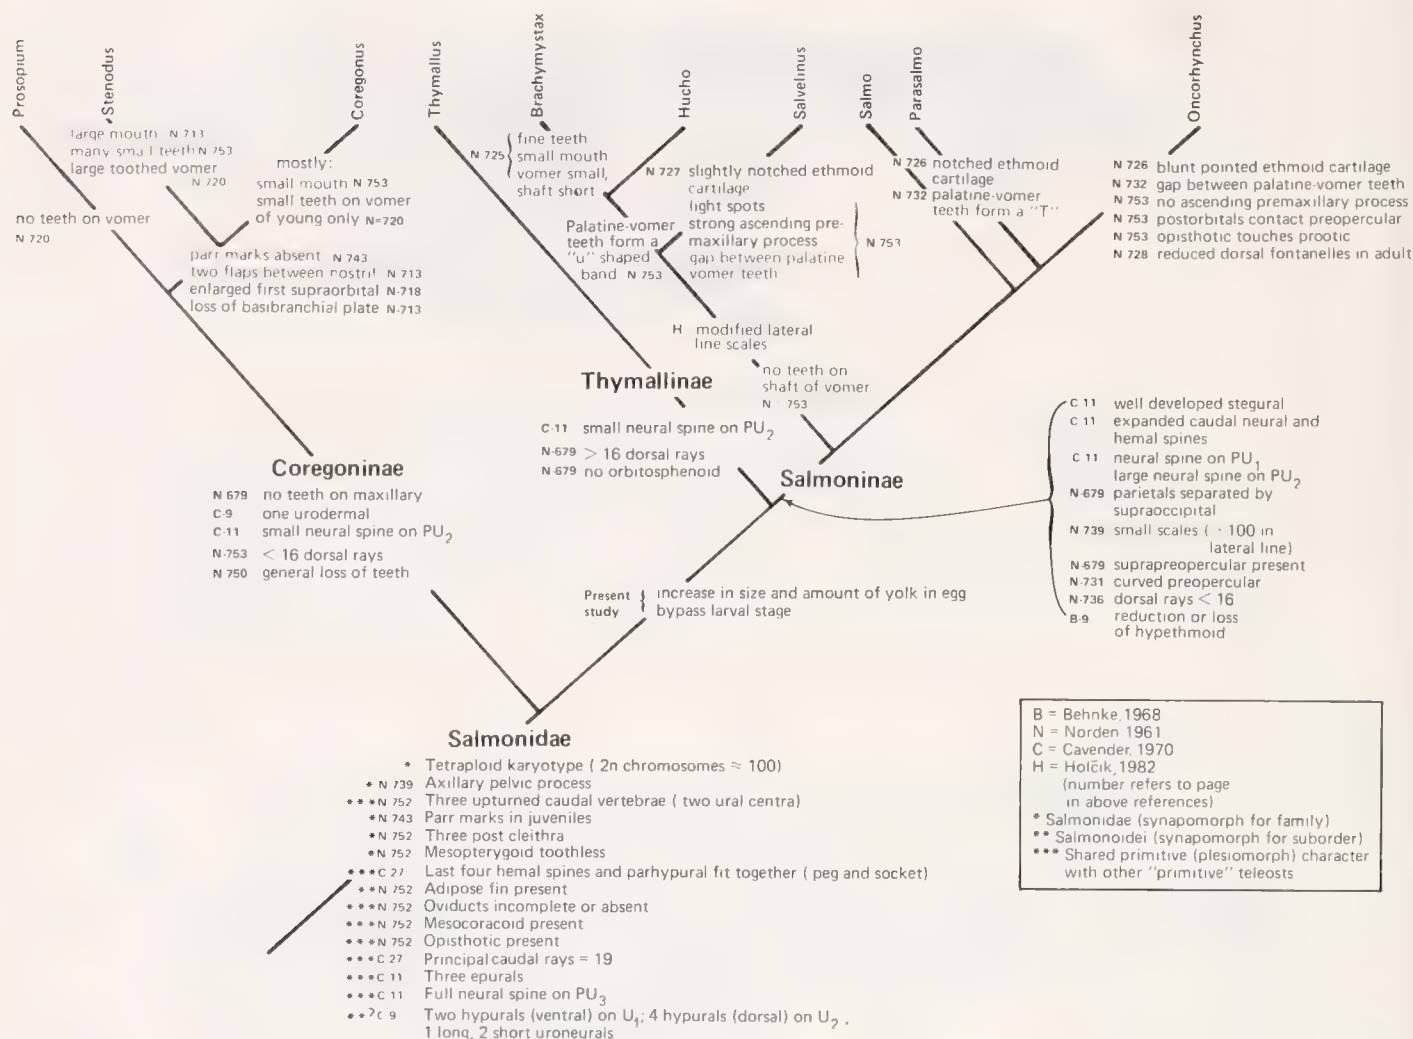 Prosopium
Stenodus
Coregonus
Thymallus
Brachymystax
Hucho
Salvelinus
Salmo
Parasalmo
Oncorhynchus
large mouth N 713
many small teeth N 753
large toothed vomer
N 720
mostly:
small mouth N 753
small teeth on vomer
of young only N=720
no teeth on vomer
N 720
parr marks absent N 743
two flaps between nostril N 713
enlarged first supraorbital N-718
loss of basibranchial plate N-713
N 725 { fine teeth
small mouth
vomer small,
shaft short
Palatine-vomer
teeth form a
"u" shaped
band N 753
N 727 slightly notched ethmoid
cartilage
light spots
strong ascending pre-
maxillary process
gap between palatine
vomer teeth
} N 753
N 726 notched ethmoid
cartilage
N 732 palatine-vomer
teeth form a "T"
N 726 blunt pointed ethmoid cartilage
N 732 gap between palatine-vomer teeth
N 753 no ascending premaxillary process
N 753 postorbitals contact preopercular
N 753 opisthotic touches prootic
N 728 reduced dorsal fontanelles in adult
H modified lateral
line scales
no teeth on
shaft of vomer
N 753
Thymallinae
C-11 small neural spine on PU2
N-679 > 16 dorsal rays
N-679 no orbitosphenoid
Coregoninae
N 679 no teeth on maxillary
C-9 one urodermal
C-11 small neural spine on PU2
N-753 < 16 dorsal rays
N 750 general loss of teeth
Salmoninae
C 11 well developed stegural
C 11 expanded caudal neural and
hemal spines
C 11 neural spine on PU1
large neural spine on PU2
N-679 parietals separated by
supraoccipital
N 739 small scales ( · 100 in
lateral line)
N-679 suprapreopercular present
N-731 curved preopercular
N-736 dorsal rays < 16
B-9 reduction or loss
of hypethmoid
Present
study
{ increase in size and amount of yolk in egg
bypass larval stage
Salmonidae
* Tetraploid karyotype ( 2n chromosomes ≈ 100)
* N 739 Axillary pelvic process
* * * N 752 Three upturned caudal vertebrae ( two ural centra)
* N 743 Parr marks in juveniles
* N 752 Three post cleithra
* N 752 Mesopterygoid toothless
* * * C 27 Last four hemal spines and parhypural fit together ( peg and socket)
* * N 752 Adipose fin present
* * * N 752 Oviducts incomplete or absent
* * * N 752 Mesocoracoid present
* * * N 752 Opisthotic present
* * * C 27 Principal caudal rays = 19
* * * C 11 Three epurals
* * * C 11 Full neural spine on PU3
* * ? C 9 Two hypurals (ventral) on U1; 4 hypurals (dorsal) on U2 ,
1 long, 2 short uroneurals
B = Behnke, 1968
N = Norden 1961
C = Cavender, 1970
H = Holčik, 1982
(number refers to page
in above references)
* Salmonidae (synapomorph for family)
** Salmonoidei (synapomorph for suborder)
*** Shared primitive (plesiomorph) character
with other "primitive" teleosts